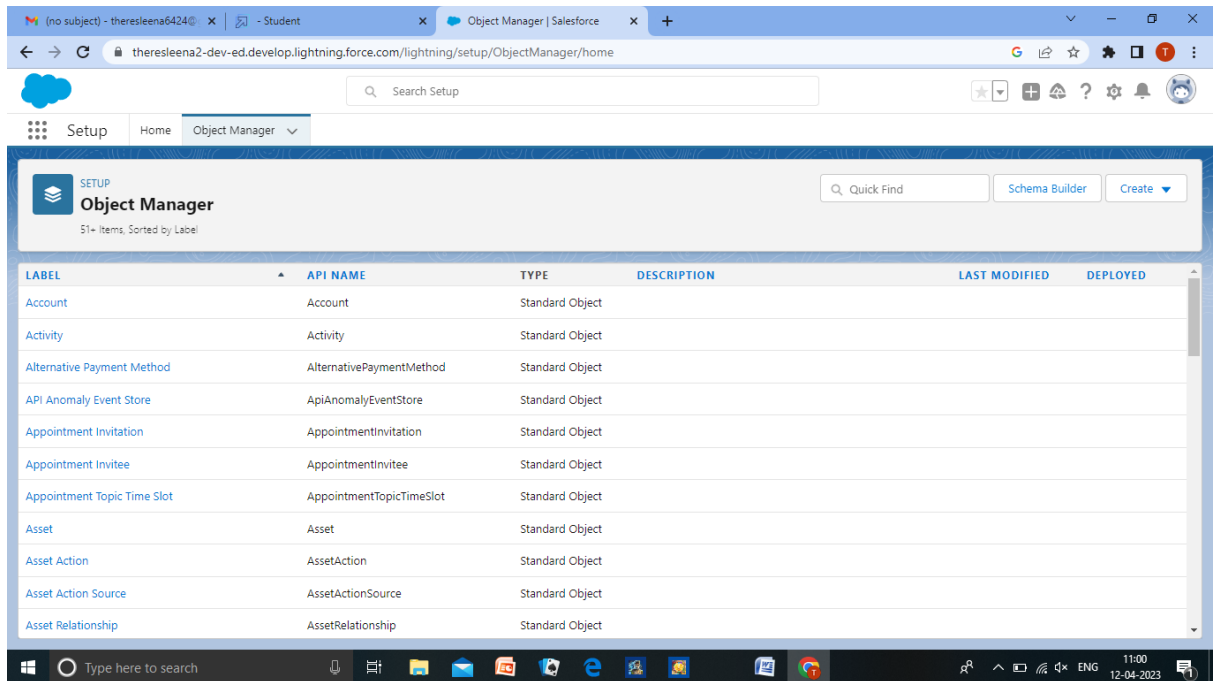 (no subject) - theresleena6424@
- Student
Object Manager | Salesforce
theresleena2-dev-ed.develop.lightning.force.com/lightning/setup/ObjectManager/home
G
T
Search Setup
Setup
Home
Object Manager
SETUP
Object Manager
51+ Items, Sorted by Label
Quick Find
Schema Builder
Create
LABEL API NAME TYPE DESCRIPTION LAST MODIFIED DEPLOYED
Account Account Standard Object
Activity Activity Standard Object
Alternative Payment Method AlternativePaymentMethod Standard Object
API Anomaly Event Store ApiAnomalyEventStore Standard Object
Appointment Invitation AppointmentInvitation Standard Object
Appointment Invitee AppointmentInvitee Standard Object
Appointment Topic Time Slot AppointmentTopicTimeSlot Standard Object
Asset Asset Standard Object
Asset Action AssetAction Standard Object
Asset Action Source AssetActionSource Standard Object
Asset Relationship AssetRelationship Standard Object
Type here to search
ENG
11:00
12-04-2023